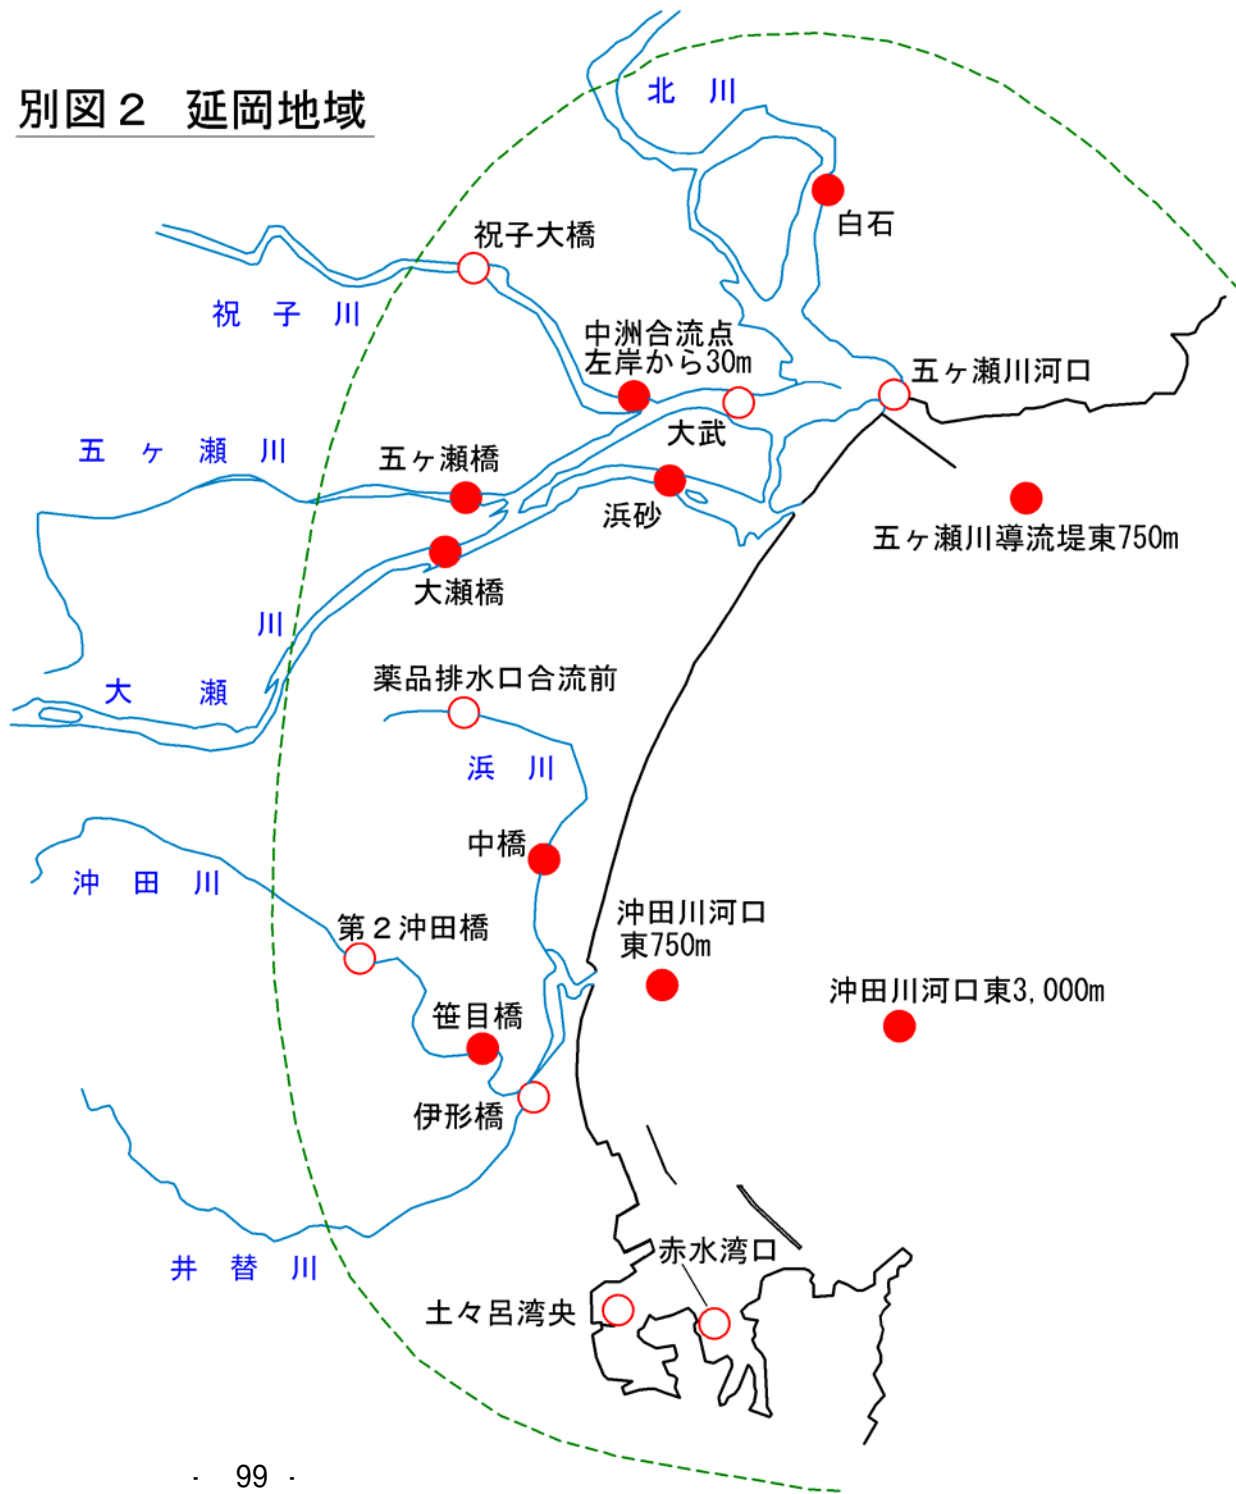 別図２ 延岡地域
北川
白石
祝子大橋
祝子川
中洲合流点
左岸から30m
五ヶ瀬川河口
大武
五ヶ瀬川
五ヶ瀬橋
浜砂
五ヶ瀬川導流堤東750m
大瀬橋
大瀬川
薬品排水口合流前
浜川
中橋
沖田川
第２沖田橋
沖田川河口
東750m
沖田川河口東3,000m
笹目橋
伊形橋
井替川
赤水湾口
土々呂湾央
- 99 -